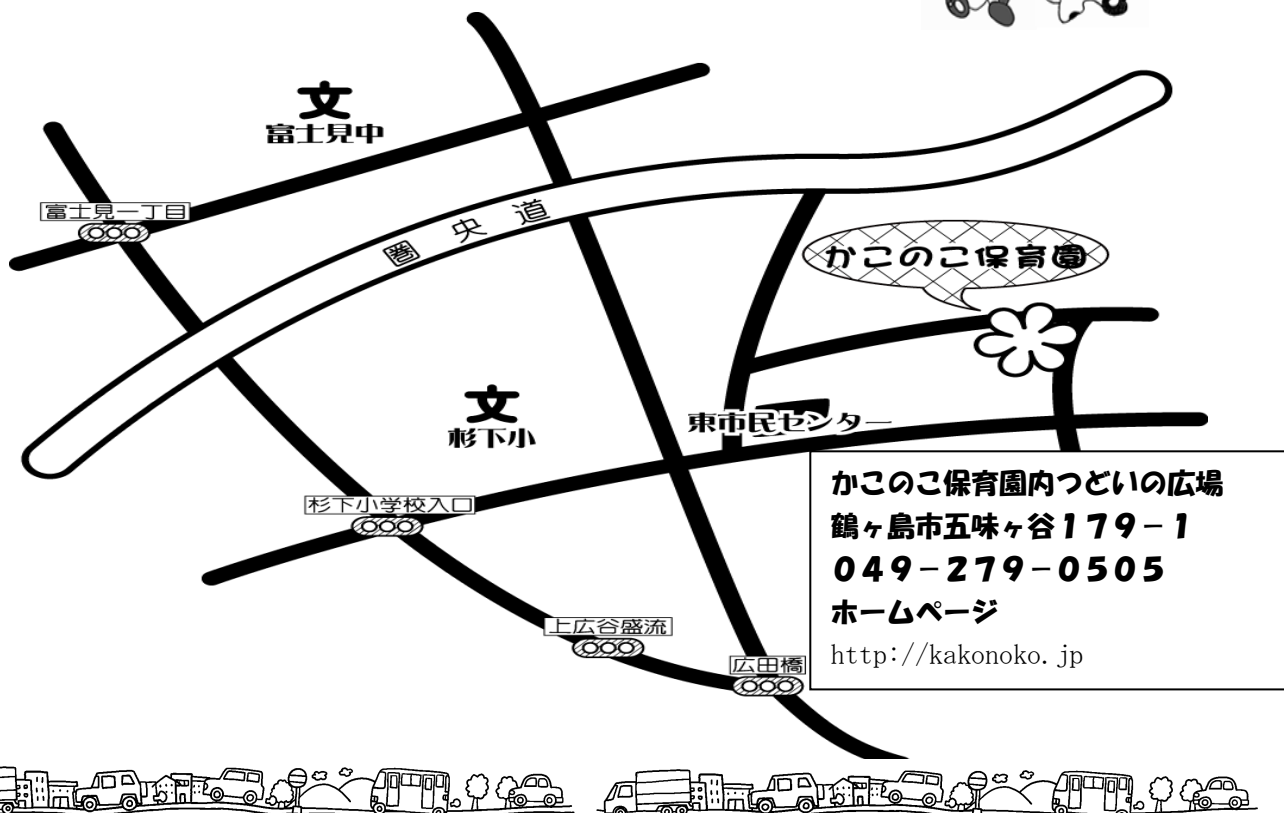 文
富士見中
富士見一丁目
圏央道
かこのこ保育園
文
杉下小
東市民センター
杉下小学校入口
上広谷盛流
広田橋
かこのこ保育園内つどいの広場
鶴ヶ島市五味ヶ谷179-1
049-279-0505
ホームページ
http://kakonoko.jp